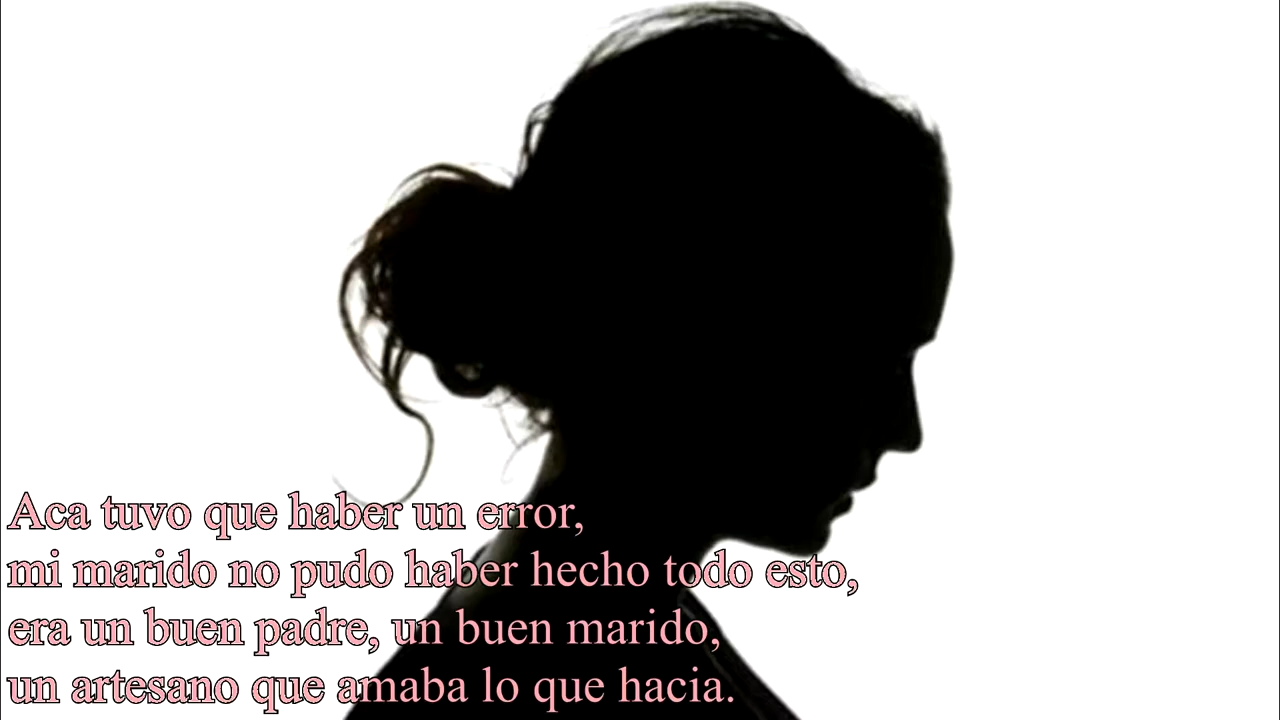 Aca tuvo que haber un error,
mi marido no pudo haber hecho todo esto,
era un buen padre, un buen marido,
un artesano que amaba lo que hacia.